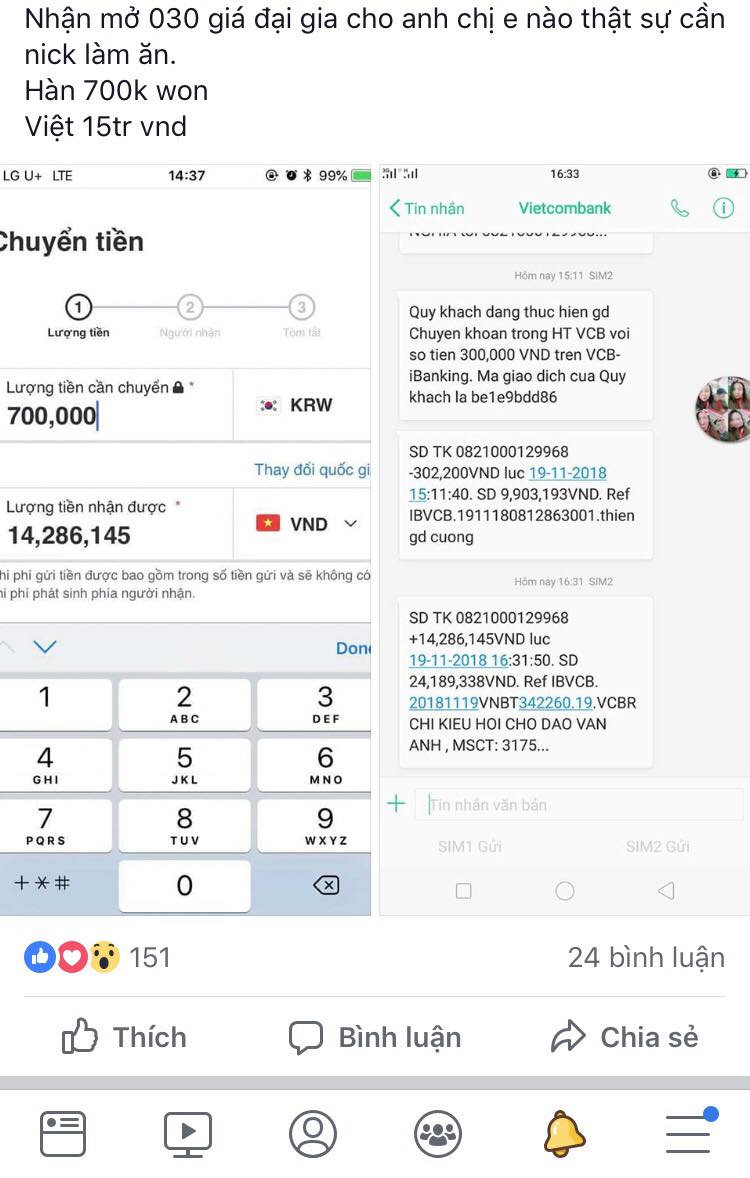 Nhận mở 030 giá đại gia cho anh chị e nào thật sự cần
nick làm ăn.
Hàn 700k won
Việt 15tr vnd
LG U+ LTE 14:37 99%
Chuyển tiền
1 2 3
Lượng tiền Người nhận Tóm tắt
Lượng tiền cần chuyển *
700,000 KRW
Thay đổi quốc gi
Lượng tiền nhận được *
14,286,145 VND
hi phí gửi tiền được bao gồm trong số tiền gửi và sẽ không có
hi phí phát sinh phía người nhận.
Done
1 2 3
ABC DEF
4 5 6
GHI JKL MNO
7 8 9
PQRS TUV WXYZ
+*# 0
16:33
Tin nhắn Vietcombank
Hôm nay 15:11 SIM2
Quy khach dang thuc hien gd
Chuyen khoan trong HT VCB voi
so tien 300,000 VND tren VCB-
iBanking. Ma giao dich cua Quy
khach la be1e9bdd86
SD TK 0821000129968
-302,200VND luc 19-11-2018
15:11:40. SD 9,903,193VND. Ref
IBVCB.1911180812863001.thien
gd cuong
Hôm nay 16:31 SIM2
SD TK 0821000129968
+14,286,145VND luc
19-11-2018 16:31:50. SD
24,189,338VND. Ref IBVCB.
20181119VNBT342260.19.VCBR
CHI KIEU HOI CHO DAO VAN
ANH , MSCT: 3175...
Tin nhắn văn bản
SIM1 Gửi SIM2 Gửi
151 24 bình luận
Thích Bình luận Chia sẻ